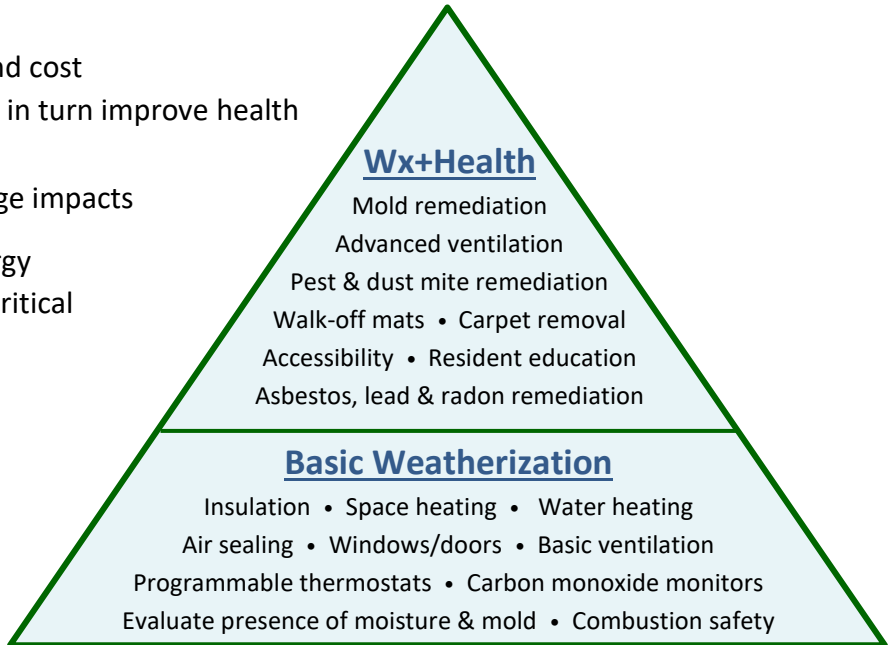 nd cost
in turn improve health
ge impacts
rgy
ritical
Wx+Health
Mold remediation
Advanced ventilation
Pest & dust mite remediation
Walk-off mats • Carpet removal
Accessibility • Resident education
Asbestos, lead & radon remediation
Basic Weatherization
Insulation • Space heating • Water heating
Air sealing • Windows/doors • Basic ventilation
Programmable thermostats • Carbon monoxide monitors
Evaluate presence of moisture & mold • Combustion safety